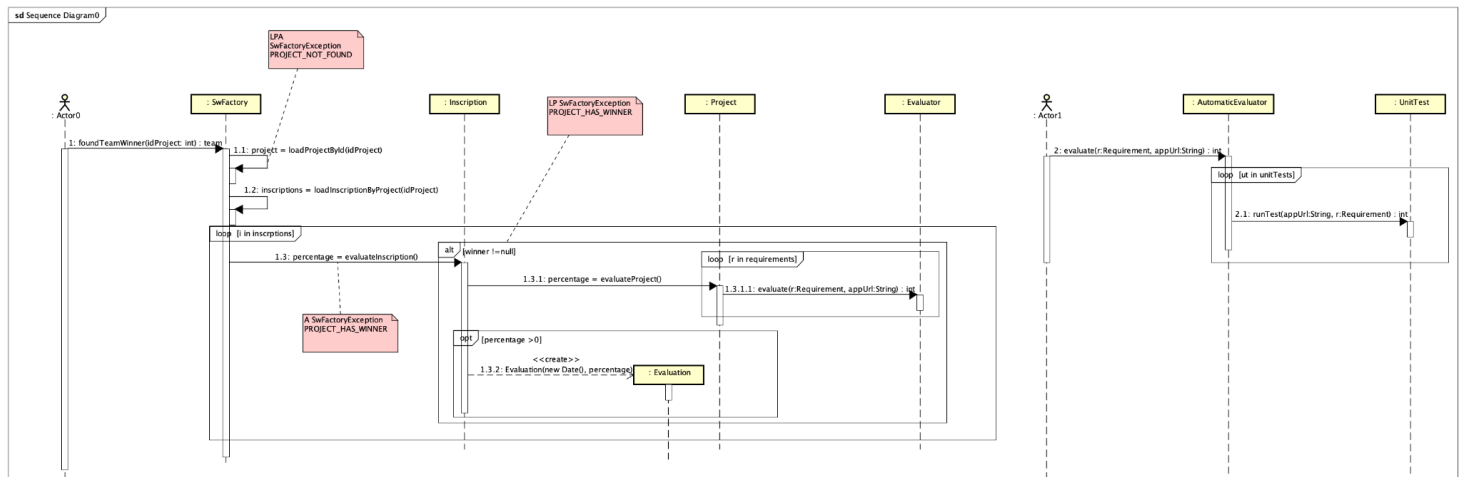 sd Sequence Diagram0
LPA
SwFactoryException
PROJECT_NOT_FOUND
LP SwFactoryException
PROJECT_HAS_WINNER
: Actor0
: SwFactory
: Inscription
: Project
: Evaluator
: Actor1
: AutomaticEvaluator
: UnitTest
1: foundTeamWinner(idProject: int) : team
1.1: project = loadProjectById(idProject)
2: evaluate(r:Requirement, appUrl:String) : int
loop [ut in unitTests]
1.2: inscriptions = loadInscriptionByProject(idProject)
2.1: runTest(appUrl:String, r:Requirement) : int
loop [i in inscrptions]
alt [winner !=null]
1.3: percentage = evaluateInscription()
loop [r in requirements]
1.3.1: percentage = evaluateProject()
1.3.1.1: evaluate(r:Requirement, appUrl:String) : int
A SwFactoryException
PROJECT_HAS_WINNER
opt [percentage >0]
<<create>>
1.3.2: Evaluation(new Date(), percentage)
: Evaluation